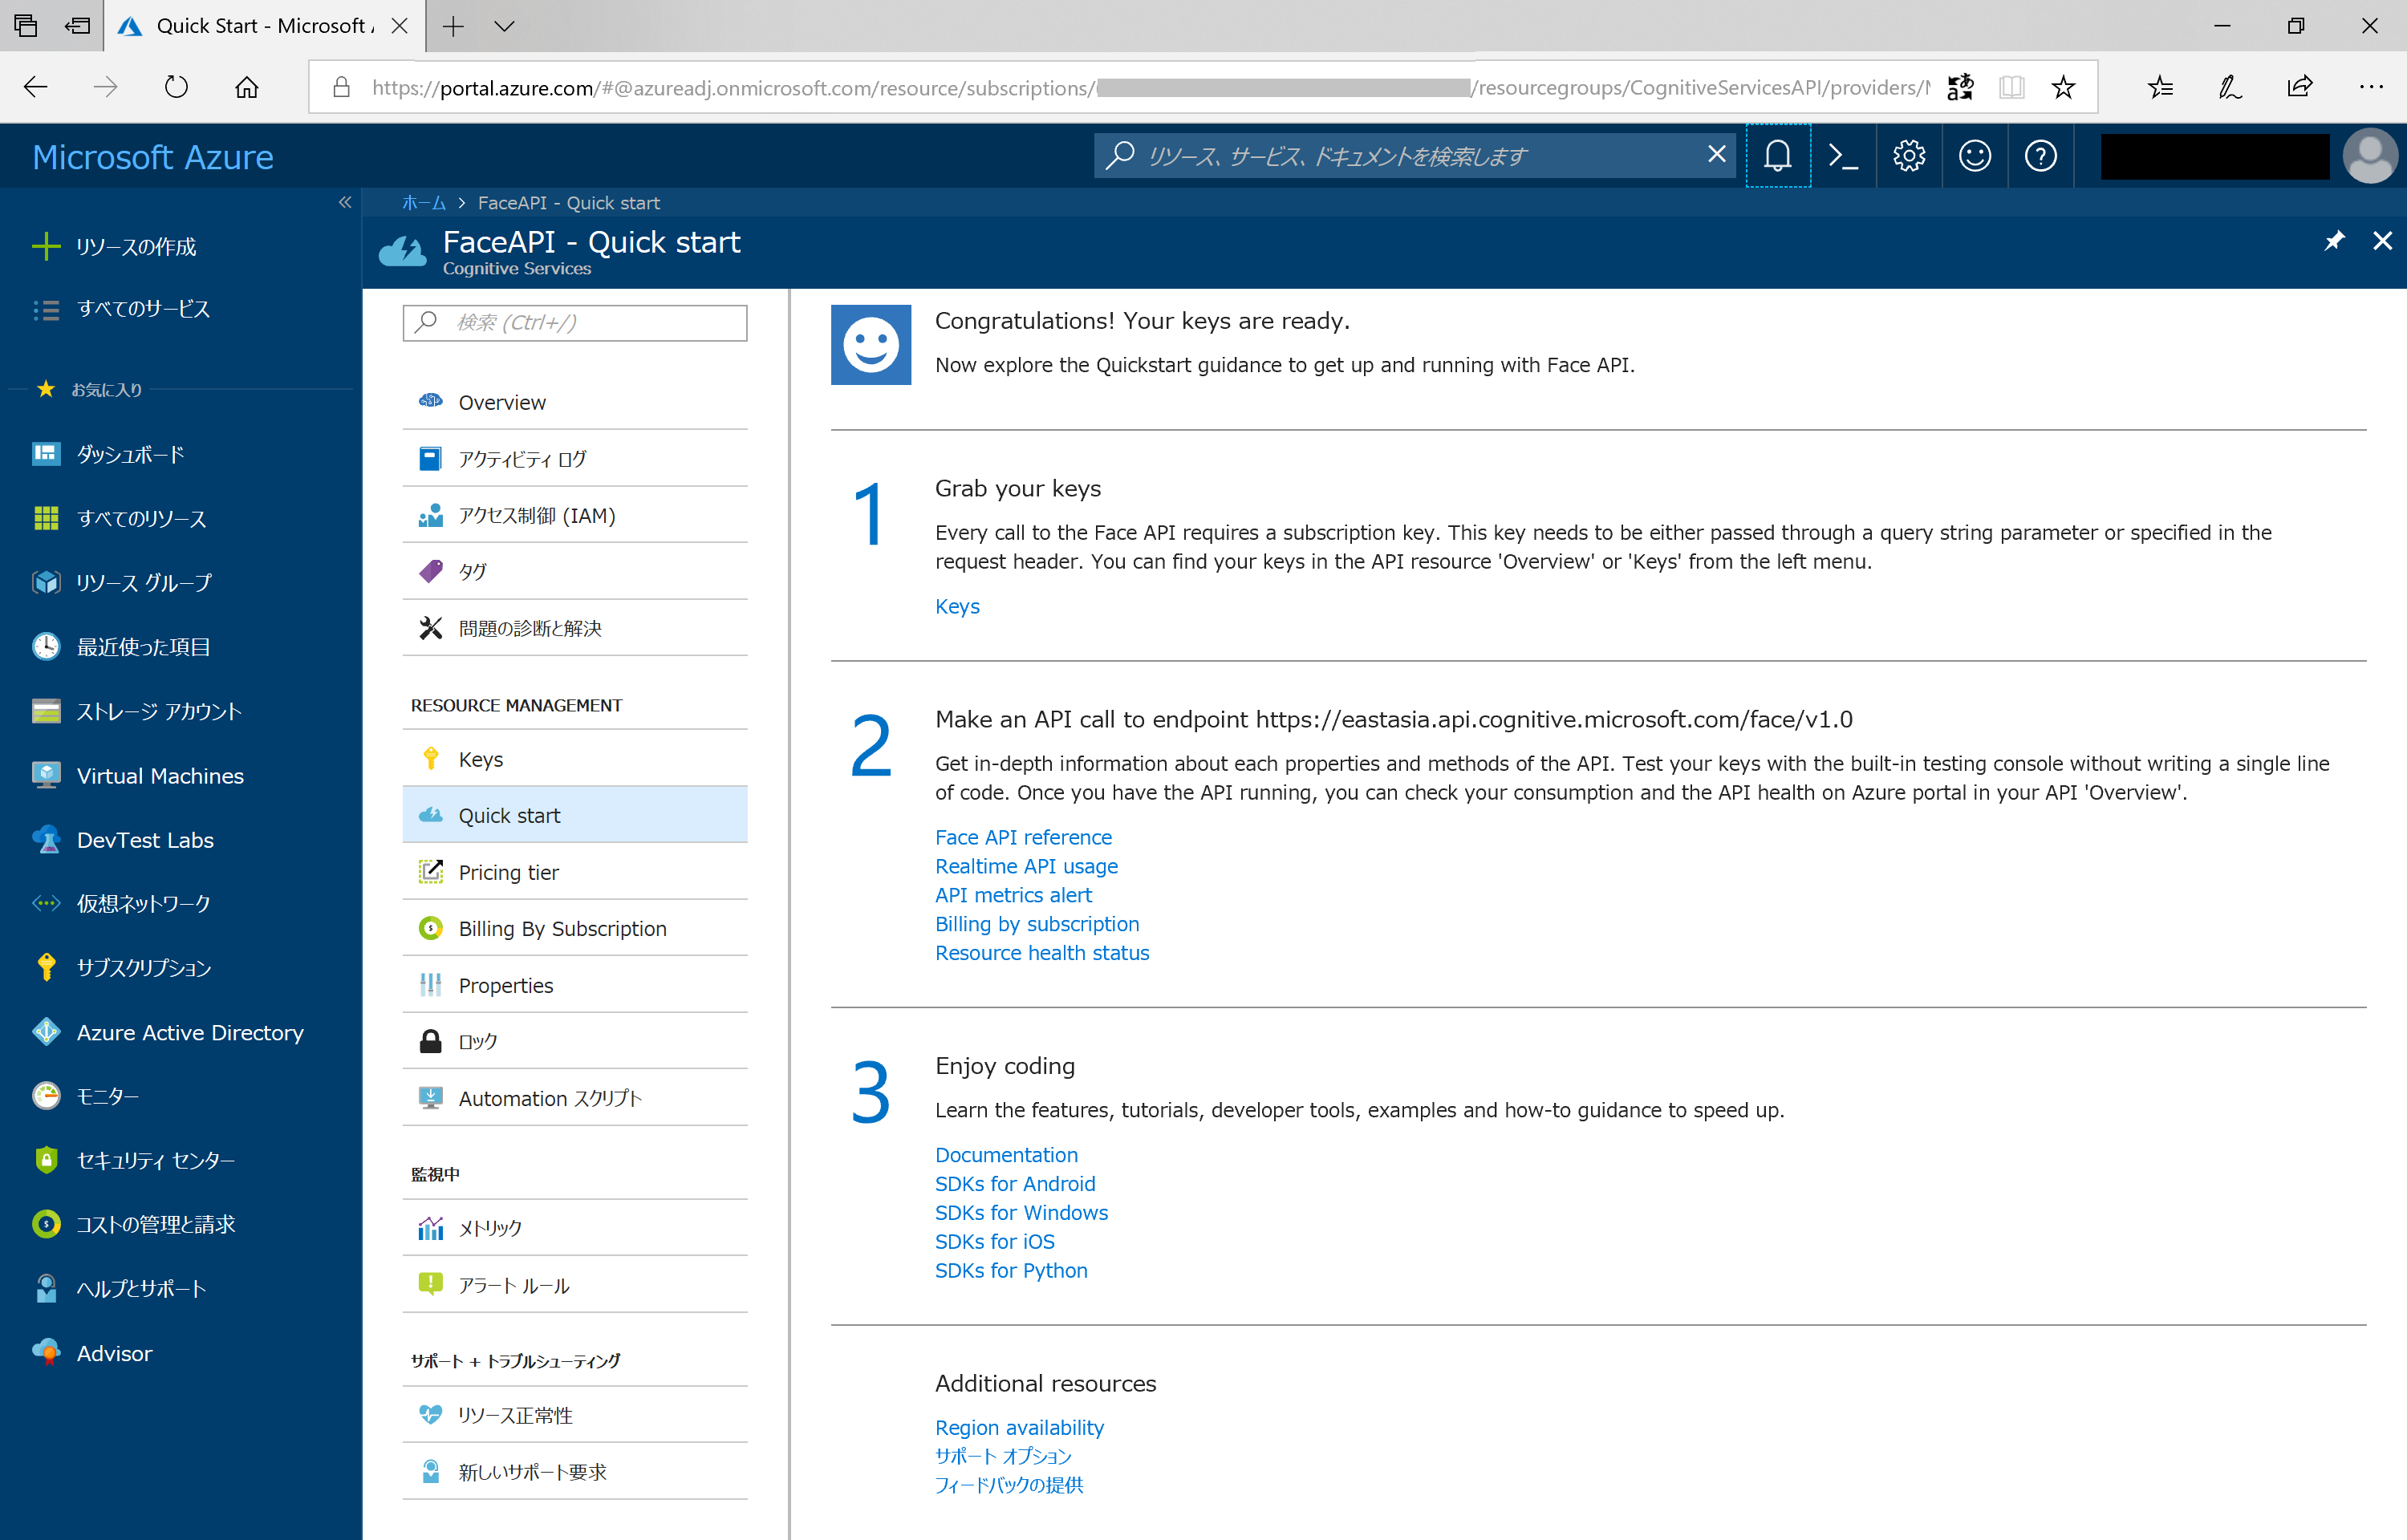 Quick Start - Microsoft A
https://portal.azure.com/#@azureadj.onmicrosoft.com/resource/subscriptions/
/resourcegroups/CognitiveServicesAPI/providers/
Microsoft Azure
リソース、サービス、ドキュメントを検索します
ホーム > FaceAPI - Quick start
FaceAPI - Quick start
Cognitive Services
リソースの作成
すべてのサービス
お気に入り
ダッシュボード
すべてのリソース
リソース グループ
最近使った項目
ストレージ アカウント
Virtual Machines
DevTest Labs
仮想ネットワーク
サブスクリプション
Azure Active Directory
モニター
セキュリティ センター
コストの管理と請求
ヘルプとサポート
Advisor
検索 (Ctrl+/)
Overview
アクティビティ ログ
アクセス制御 (IAM)
タグ
問題の診断と解決
RESOURCE MANAGEMENT
Keys
Quick start
Pricing tier
Billing By Subscription
Properties
ロック
Automation スクリプト
監視中
メトリック
アラート ルール
サポート + トラブルシューティング
リソース正常性
新しいサポート要求
Congratulations! Your keys are ready.
Now explore the Quickstart guidance to get up and running with Face API.
1
Grab your keys
Every call to the Face API requires a subscription key. This key needs to be either passed through a query string parameter or specified in the
request header. You can find your keys in the API resource 'Overview' or 'Keys' from the left menu.
Keys
2
Make an API call to endpoint https://eastasia.api.cognitive.microsoft.com/face/v1.0
Get in-depth information about each properties and methods of the API. Test your keys with the built-in testing console without writing a single line
of code. Once you have the API running, you can check your consumption and the API health on Azure portal in your API 'Overview'.
Face API reference
Realtime API usage
API metrics alert
Billing by subscription
Resource health status
3
Enjoy coding
Learn the features, tutorials, developer tools, examples and how-to guidance to speed up.
Documentation
SDKs for Android
SDKs for Windows
SDKs for iOS
SDKs for Python
Additional resources
Region availability
サポート オプション
フィードバックの提供